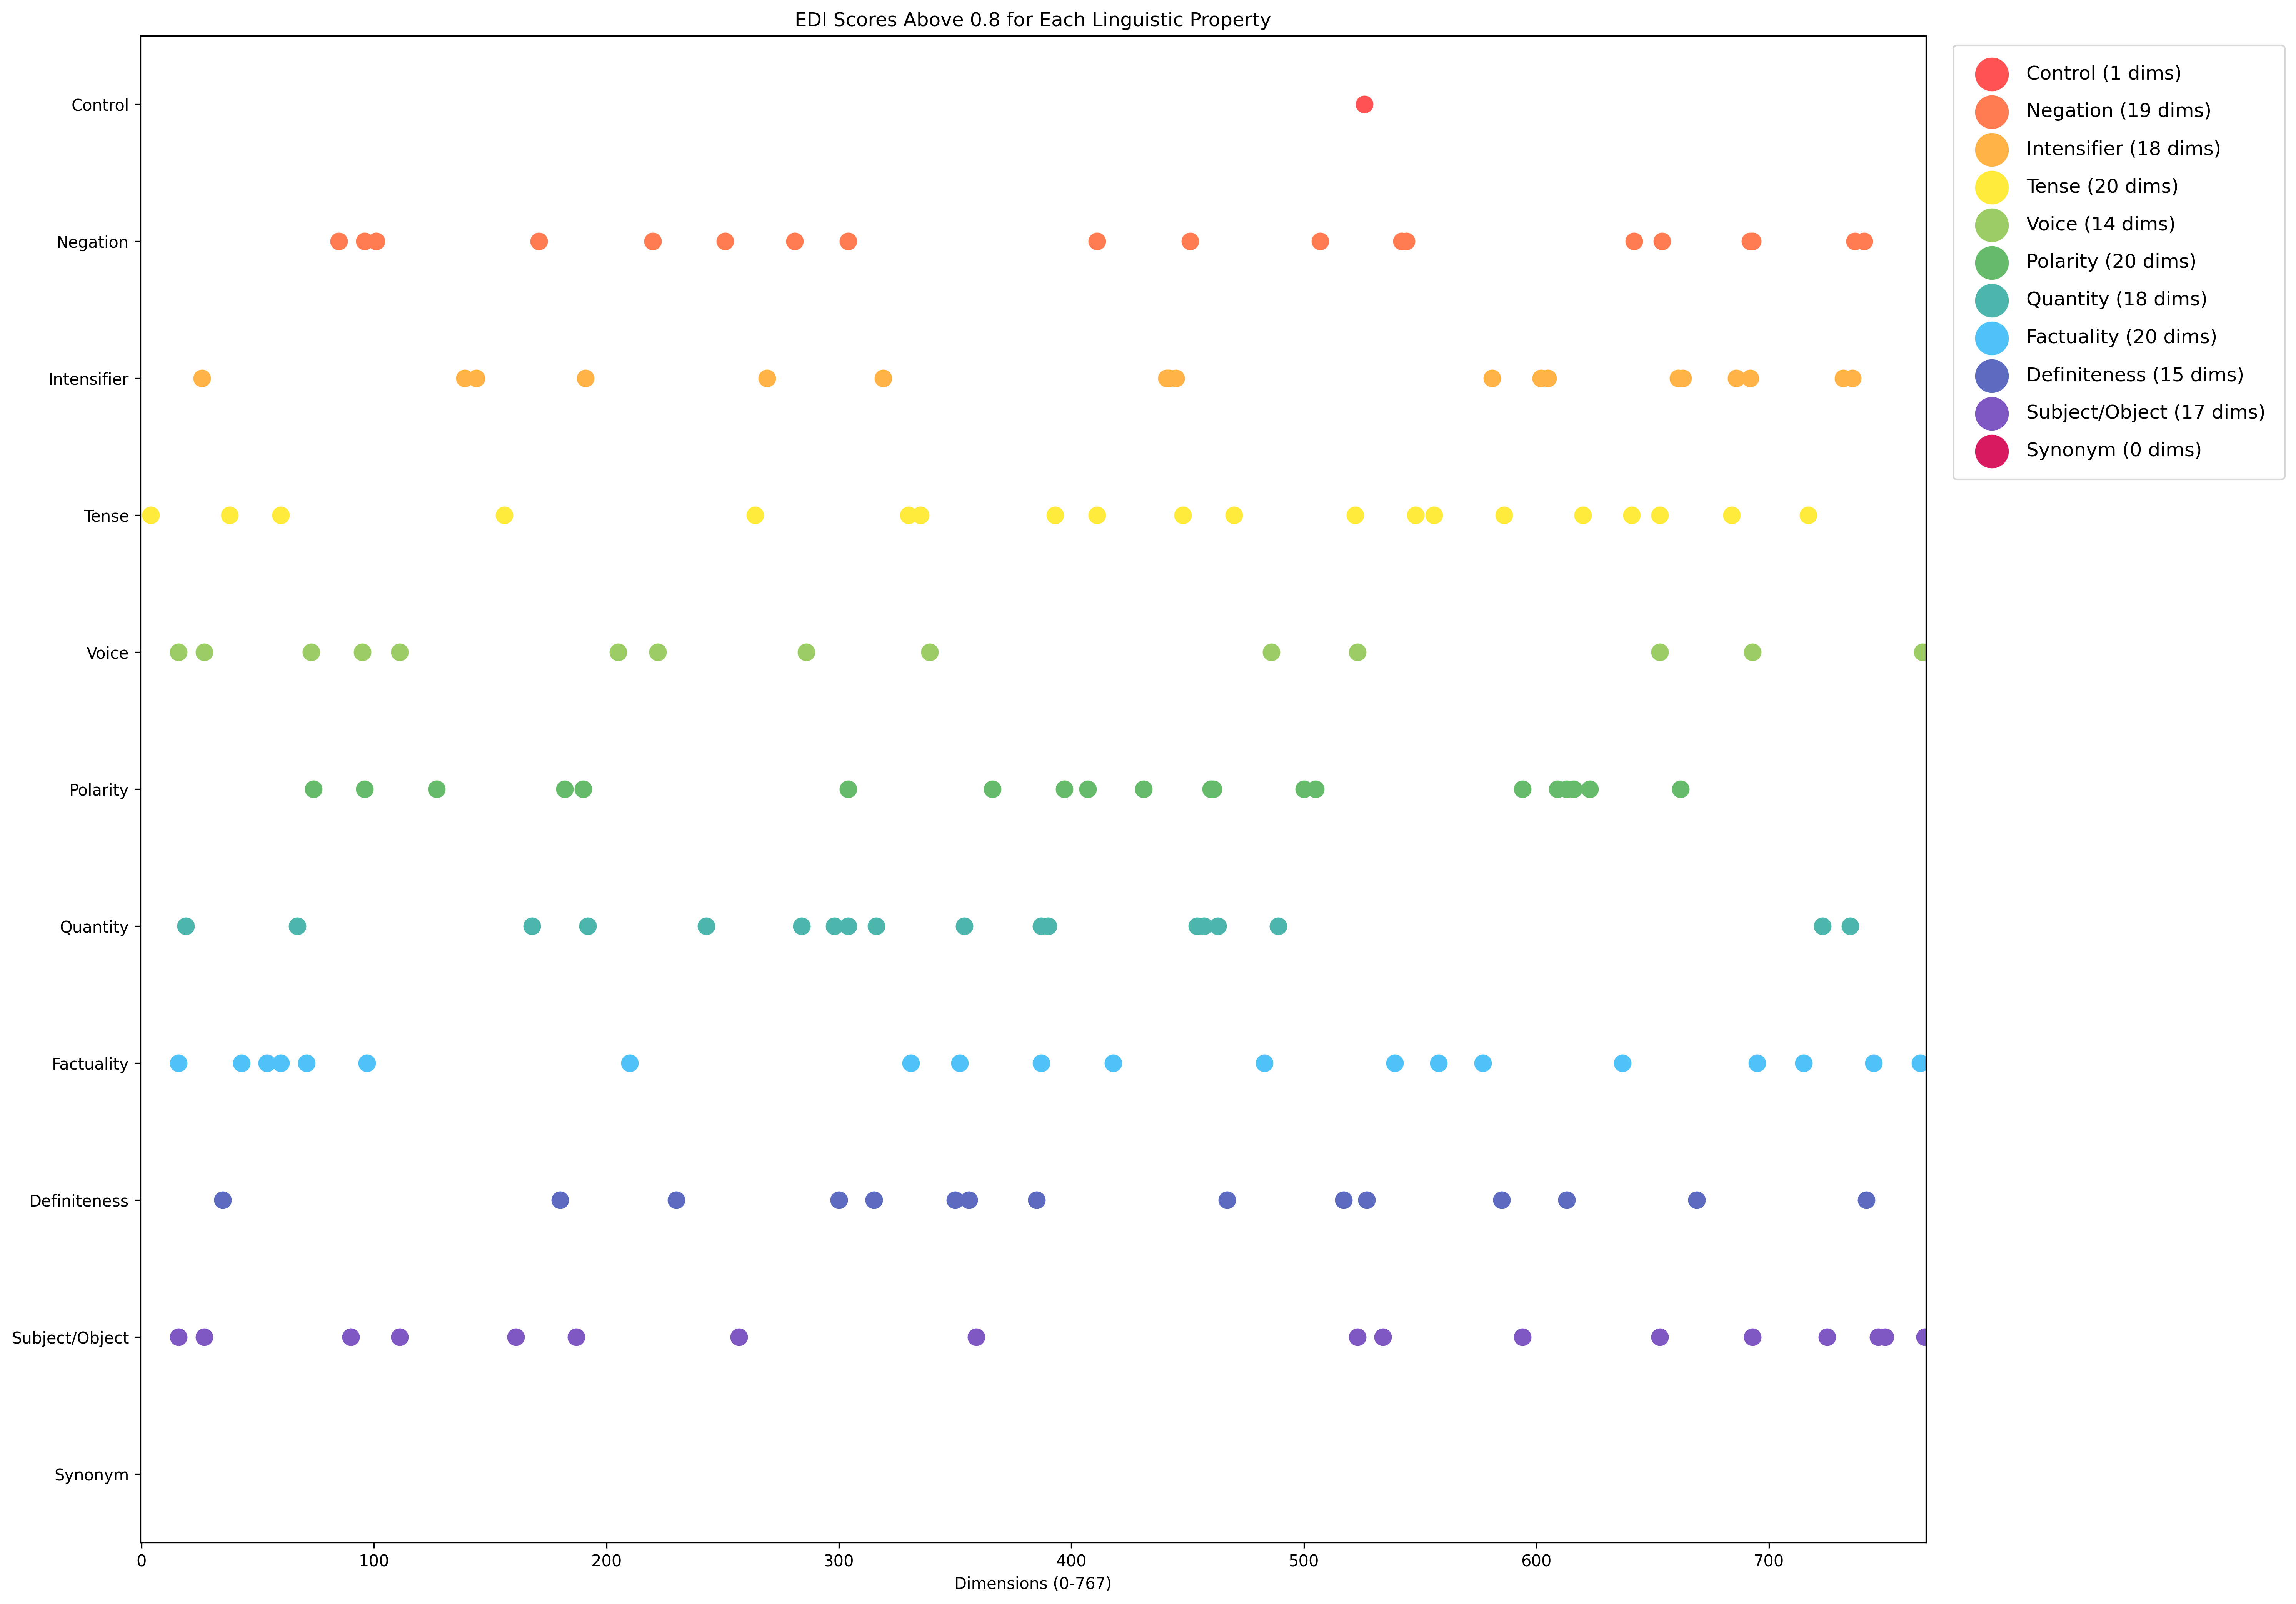 EDI Scores Above 0.8 for Each Linguistic Property
Control
Negation
Intensifier
Tense
Voice
Polarity
Quantity
Factuality
Definiteness
Subject/Object
Synonym
0 100 200 300 400 500 600 700
Dimensions (0-767)
Control (1 dims)
Negation (19 dims)
Intensifier (18 dims)
Tense (20 dims)
Voice (14 dims)
Polarity (20 dims)
Quantity (18 dims)
Factuality (20 dims)
Definiteness (15 dims)
Subject/Object (17 dims)
Synonym (0 dims)